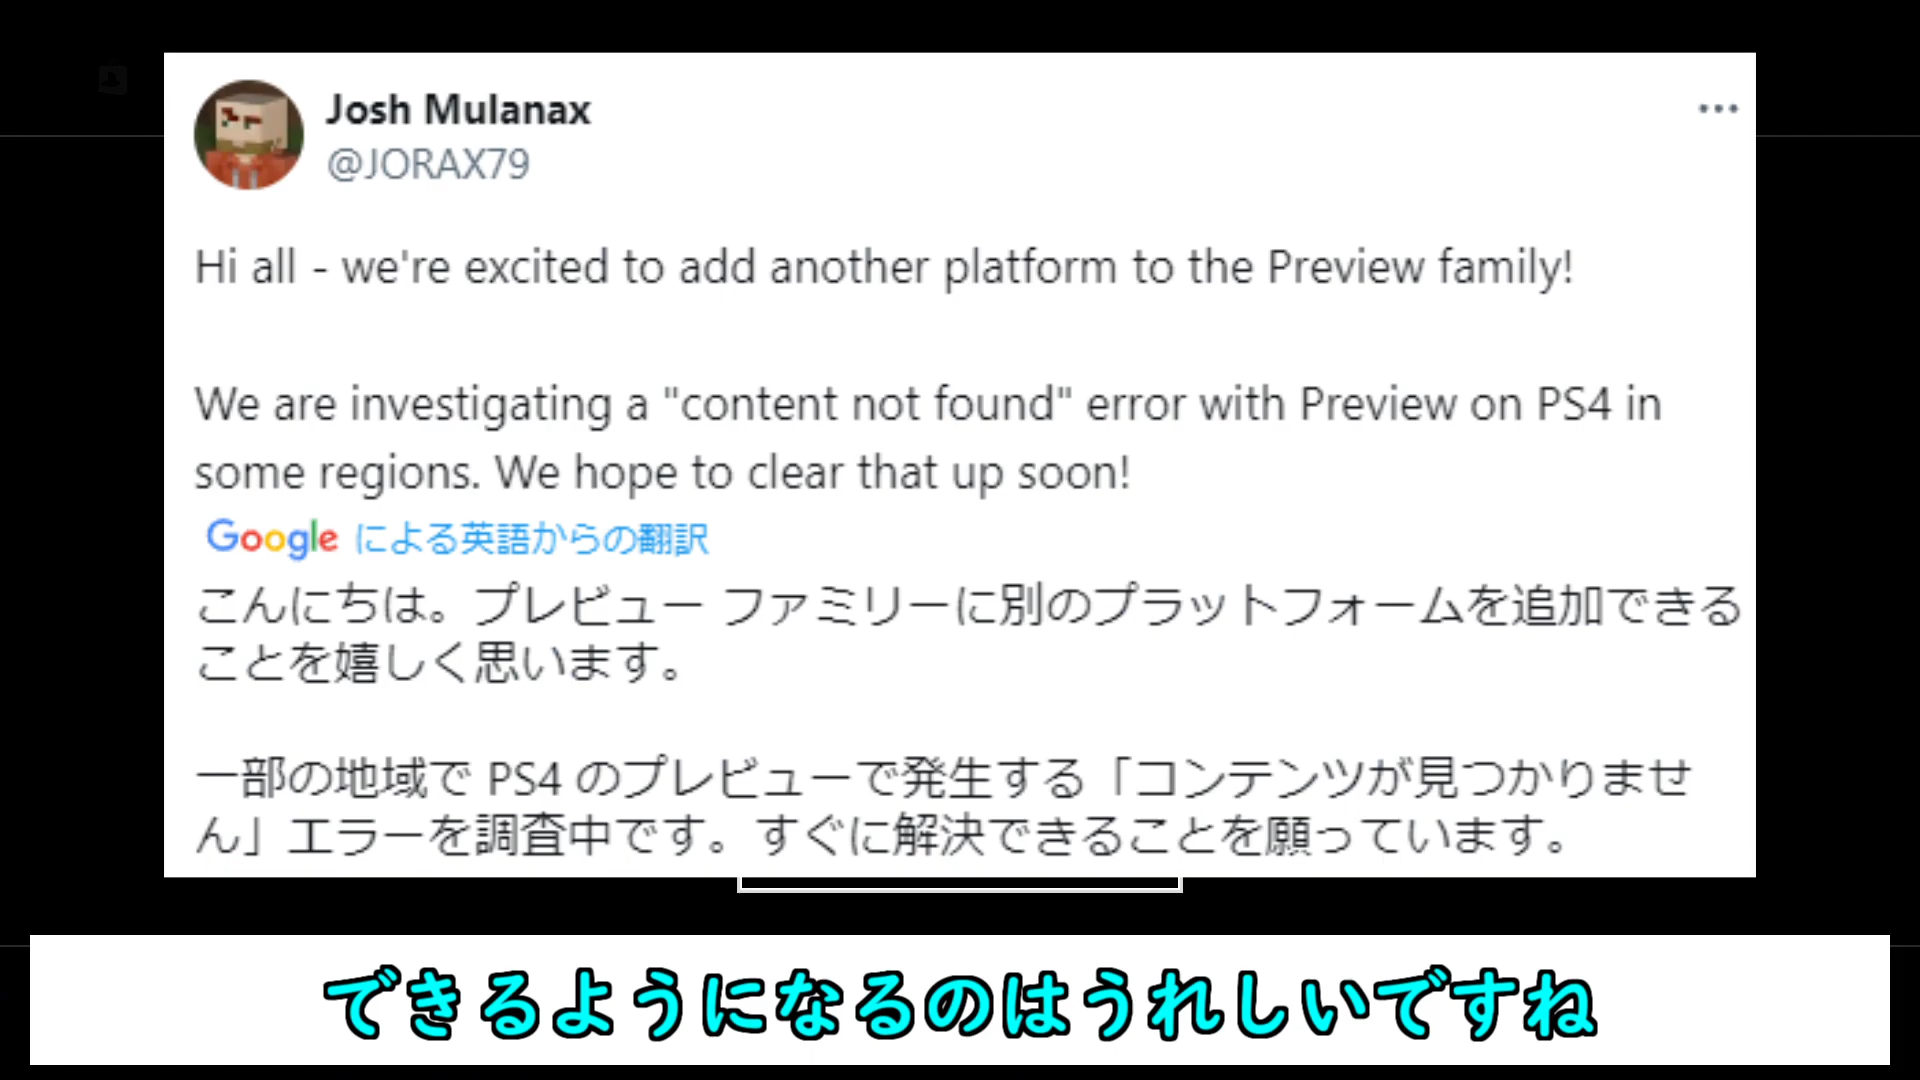 Josh Mulanax
@JORAX79
Hi all - we're excited to add another platform to the Preview family!
We are investigating a "content not found" error with Preview on PS4 in
some regions. We hope to clear that up soon!
Google による英語からの翻訳
こんにちは。プレビュー ファミリーに別のプラットフォームを追加できる
ことを嬉しく思います。
一部の地域で PS4 のプレビューで発生する「コンテンツが見つかりませ
ん」エラーを調査中です。すぐに解決できることを願っています。
できるようになるのはうれしいですね